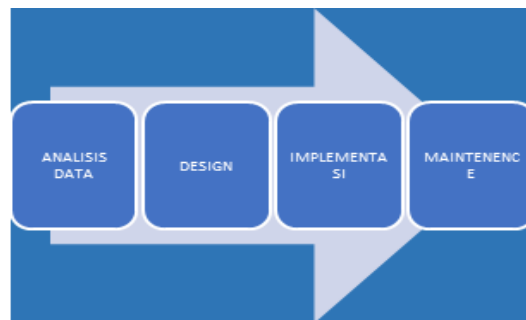 ANALISIS
DATA
DESIGN
IMPLEMENTA
SI
MAINTENENC
E